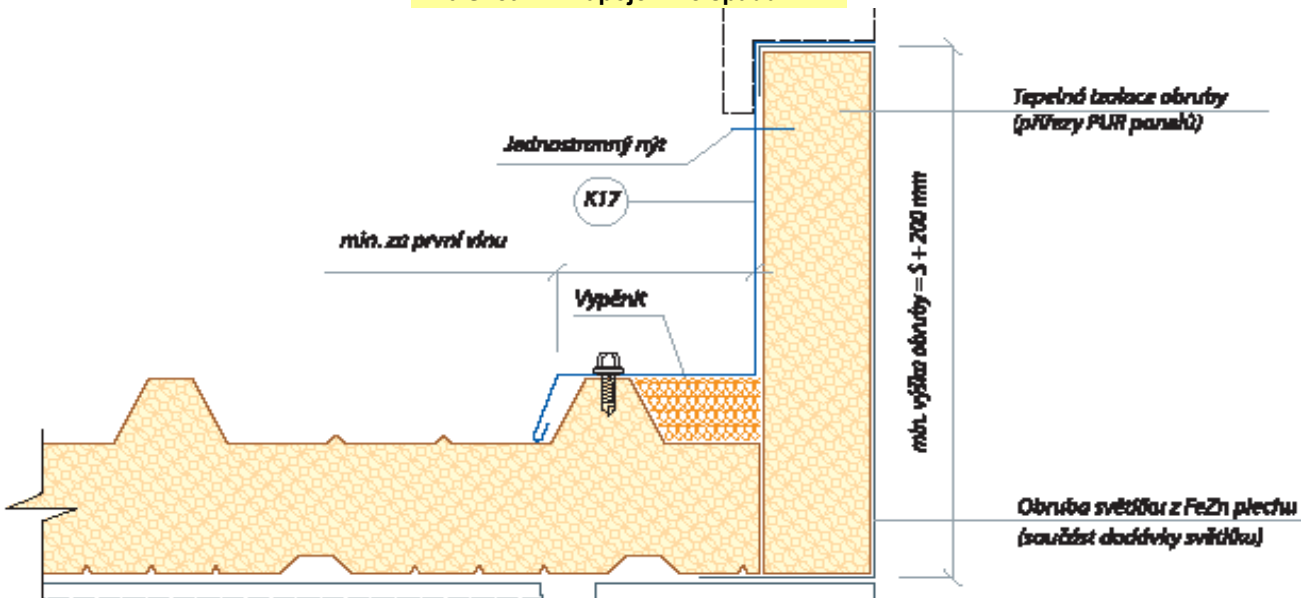 Tepelná izolace obruby
(přířezy PUR panelů)
Jednostranný nýt
K17
min. za první vlnu
Vypěnit
min. výška obruby = S + 200 mm
Obruba světlíku z FeZn plechu
(součást dodávky světlíku)